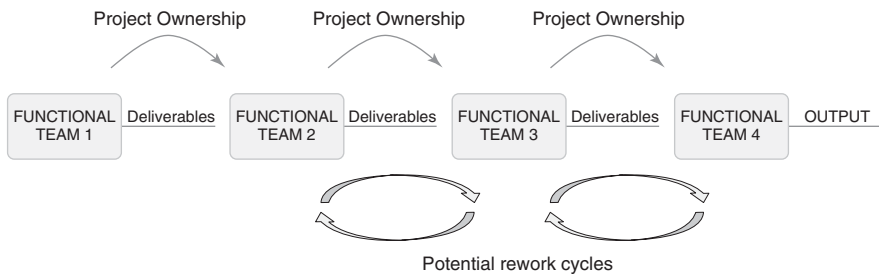 Project Ownership
Project Ownership
Project Ownership
FUNCTIONAL
TEAM 1
Deliverables
FUNCTIONAL
TEAM 2
Deliverables
FUNCTIONAL
TEAM 3
Deliverables
FUNCTIONAL
TEAM 4
OUTPUT
Potential rework cycles